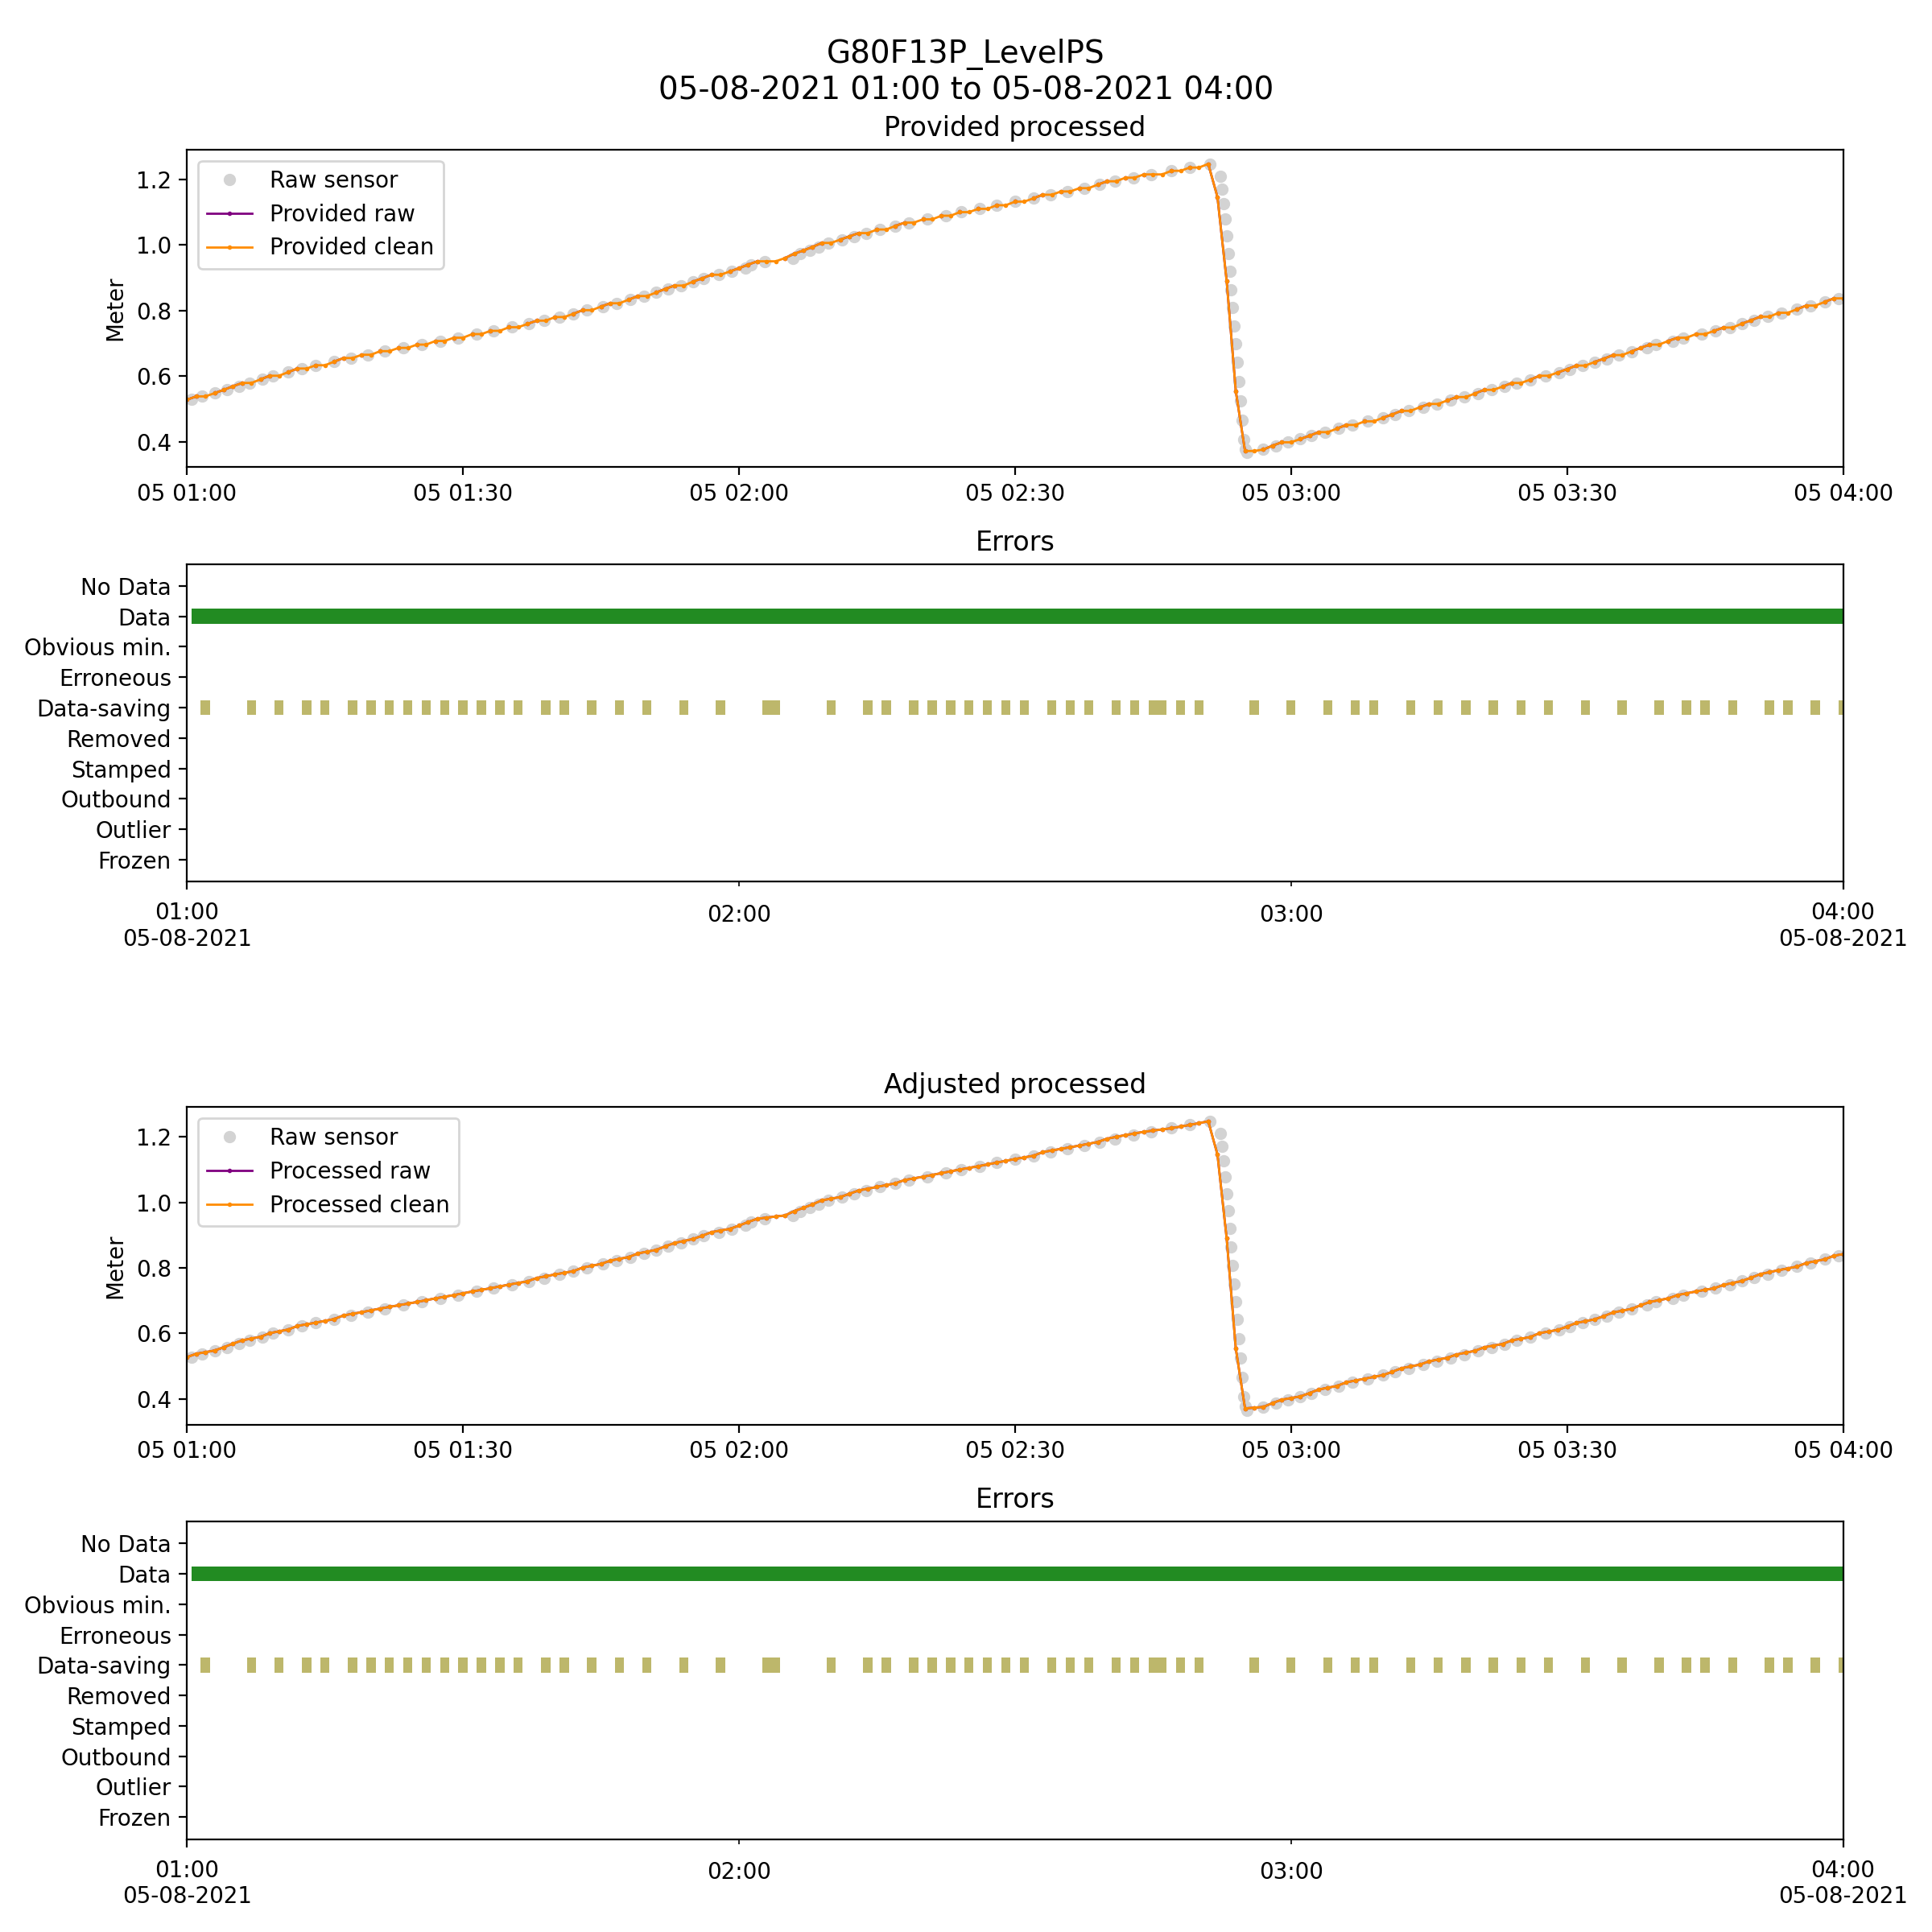 G80F13P_LevelPS
05-08-2021 01:00 to 05-08-2021 04:00
Provided processed
Raw sensor
Provided raw
Provided clean
Meter
1.2
1.0
0.8
0.6
0.4
05 01:00 05 01:30 05 02:00 05 02:30 05 03:00 05 03:30 05 04:00
Errors
No Data
Data
Obvious min.
Erroneous
Data-saving
Removed
Stamped
Outbound
Outlier
Frozen
01:00 02:00 03:00 04:00
05-08-2021 05-08-2021
Adjusted processed
Raw sensor
Processed raw
Processed clean
Meter
1.2
1.0
0.8
0.6
0.4
05 01:00 05 01:30 05 02:00 05 02:30 05 03:00 05 03:30 05 04:00
Errors
No Data
Data
Obvious min.
Erroneous
Data-saving
Removed
Stamped
Outbound
Outlier
Frozen
01:00 02:00 03:00 04:00
05-08-2021 05-08-2021